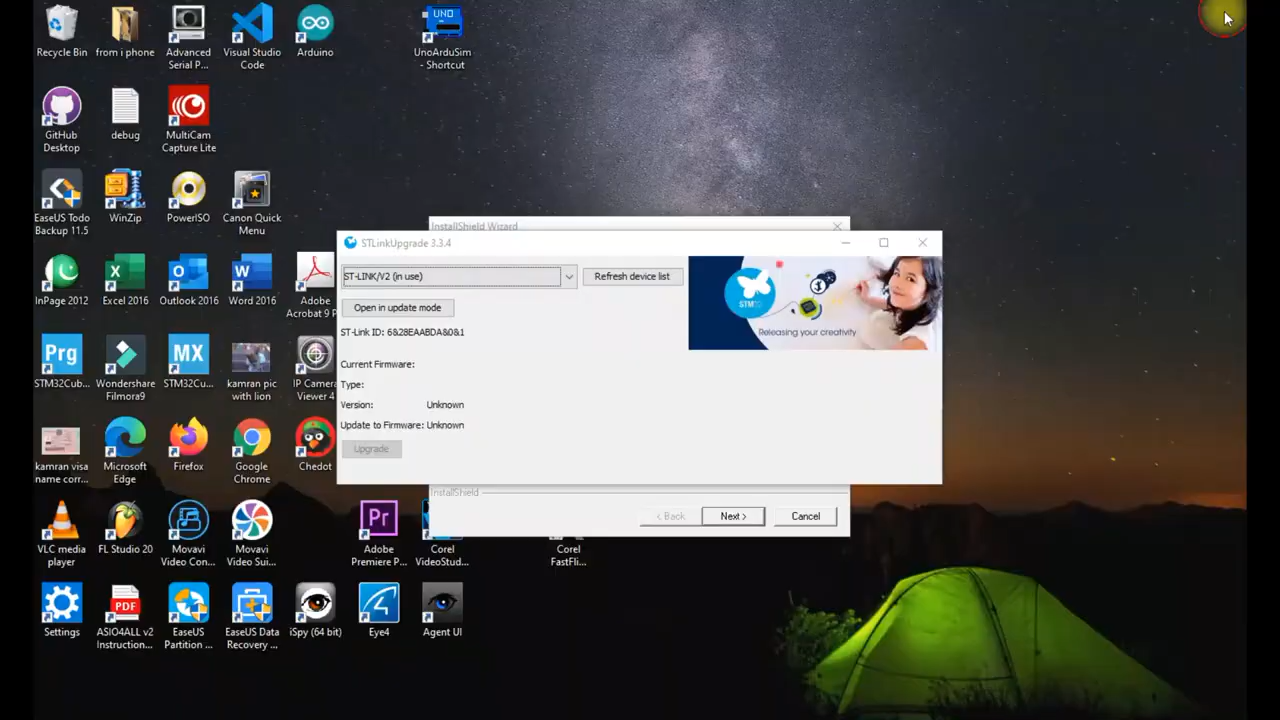 Recycle Bin
from i phone
Advanced
Serial P...
Visual Studio
Code
Arduino
UNO
UnoArduSim
- Shortcut
GitHub
Desktop
debug
MultiCam
Capture Lite
EaseUS Todo
Backup 11.5
WinZip
PowerISO
Canon Quick
Menu
InPage 2012
Excel 2016
Outlook 2016
Word 2016
Adobe
Acrobat 9 P
Prg
STM32Cub...
Wondershare
Filmora9
MX
STM32Cu...
kamran pic
with lion
IP Camera
Viewer 4
kamran visa
name corr...
Microsoft
Edge
Firefox
Google
Chrome
Chedot
VLC media
player
FL Studio 20
Movavi
Video Con...
Movavi
Video Sui...
Pr
Adobe
Premiere P...
Corel
VideoStud...
Corel
FastFli...
Settings
PDF
ASIO4ALL v2
Instruction...
EaseUS
Partition ...
EaseUS Data
Recovery ...
iSpy (64 bit)
Eye4
Agent UI
InstallShield Wizard
STLinkUpgrade 3.3.4
ST-LINK/V2 (in use)
Refresh device list
Open in update mode
ST-Link ID: 6&28EAABDA&0&1
Current Firmware:
Type:
Version: Unknown
Update to Firmware: Unknown
Upgrade
Releasing your creativity
InstallShield
< Back
Next >
Cancel